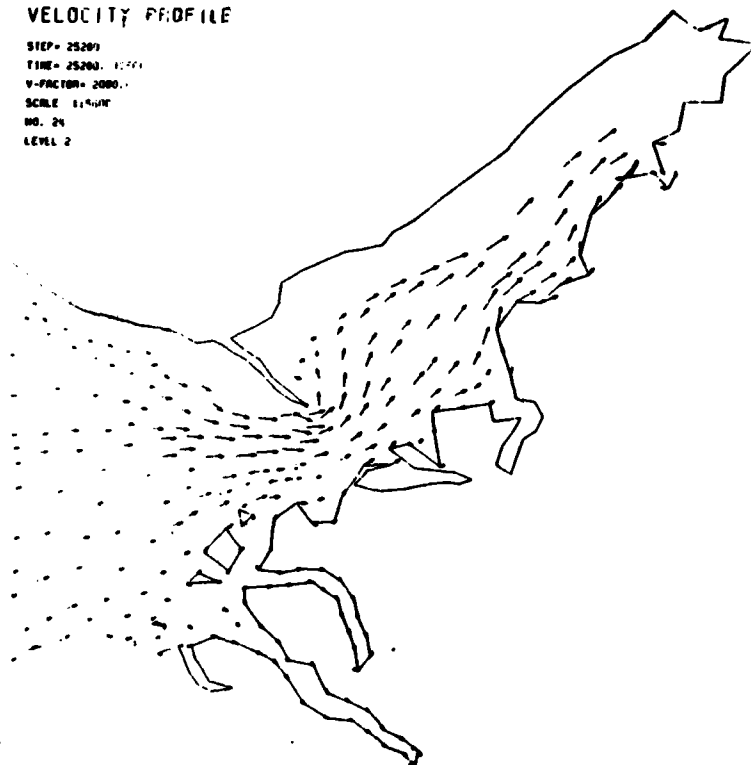 VELOCITY PROFILE
STEP= 25200
TIME= 25200.
V-FACTOR= 2000.
SCALE
NO. 24
LEVEL 2